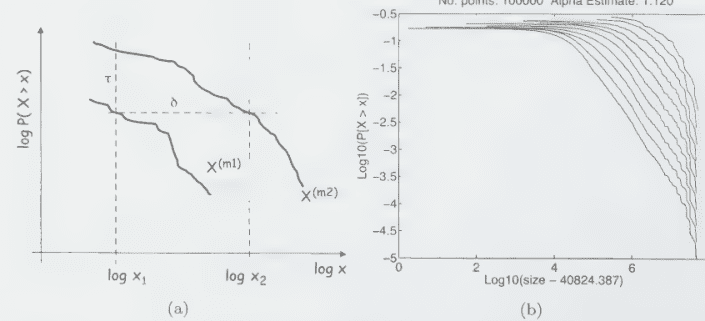 log P( X > x)
τ
δ
X(m1)
X(m2)
log x1
log x2
log x
(a)
No. points: 100000 Alpha Estimate: 1.120
Log10(P[X > x])
-0.5
-1
-1.5
-2
-2.5
-3
-3.5
-4
-4.5
-5
0
2
4
6
Log10(size - 40824.387)
(b)